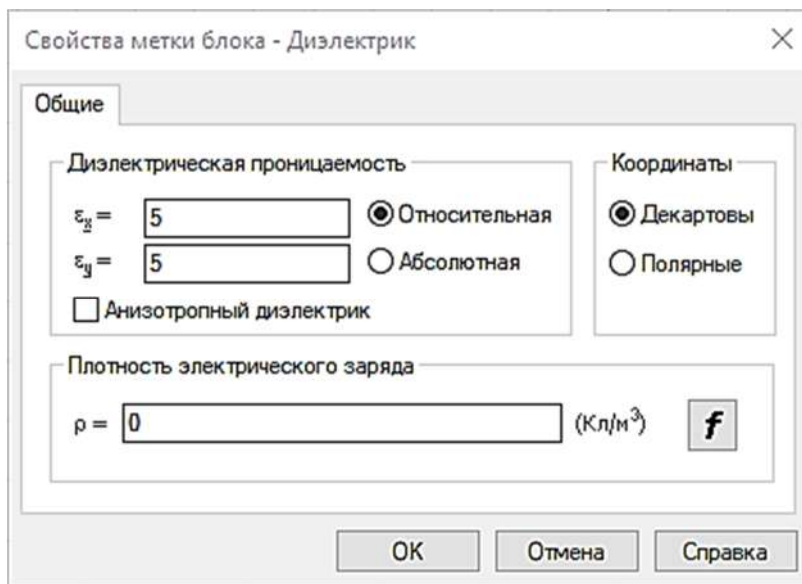 Свойства метки блока - Диэлектрик
Общие
Диэлектрическая проницаемость
εx = 5
Относительная
εy = 5
Абсолютная
Анизотропный диэлектрик
Координаты
Декартовы
Полярные
Плотность электрического заряда
ρ = 0 (Кл/м³) f
ОК Отмена Справка